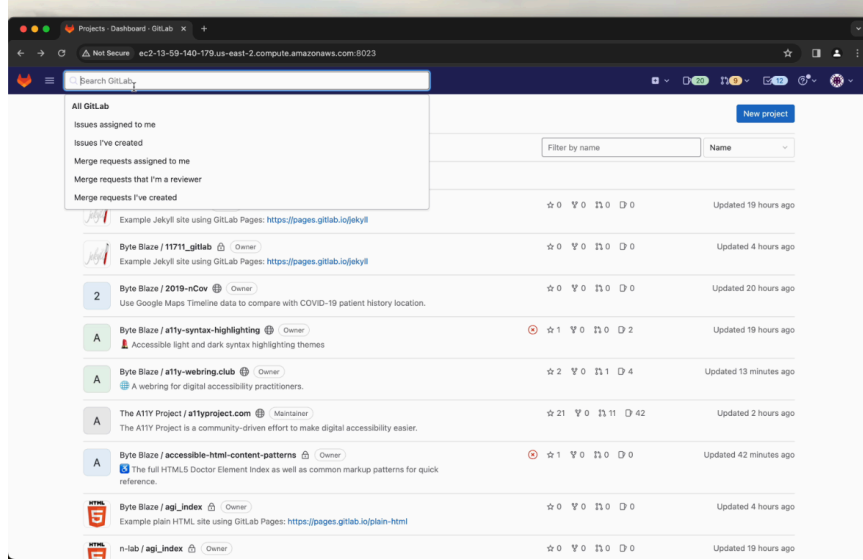 Projects · Dashboard · GitLab
Not Secure ec2-13-59-140-179.us-east-2.compute.amazonaws.com:8023
Search GitLab
20 9 12
All GitLab
Issues assigned to me
Issues I've created
Merge requests assigned to me
Merge requests that I'm a reviewer
Merge requests I've created
New project
Filter by name Name
0 0 0 0 Updated 19 hours ago
Example Jekyll site using GitLab Pages: https://pages.gitlab.io/jekyll
Byte Blaze / 11711_gitlab Owner 0 0 0 0 Updated 4 hours ago
Example Jekyll site using GitLab Pages: https://pages.gitlab.io/jekyll
2 Byte Blaze / 2019-nCov Owner 0 0 0 0 Updated 20 hours ago
Use Google Maps Timeline data to compare with COVID-19 patient history location.
A Byte Blaze / a11y-syntax-highlighting Owner 1 0 0 2 Updated 19 hours ago
Accessible light and dark syntax highlighting themes
A Byte Blaze / a11y-webring.club Owner 2 0 1 4 Updated 13 minutes ago
A webring for digital accessibility practitioners.
A The A11Y Project / a11yproject.com Maintainer 21 0 11 42 Updated 2 hours ago
The A11Y Project is a community-driven effort to make digital accessibility easier.
A Byte Blaze / accessible-html-content-patterns Owner 1 0 0 0 Updated 42 minutes ago
The full HTML5 Doctor Element Index as well as common markup patterns for quick
reference.
HTML 5 Byte Blaze / agi_index Owner 0 0 0 0 Updated 4 hours ago
Example plain HTML site using GitLab Pages: https://pages.gitlab.io/plain-html
HTML n-lab / agi_index Owner 0 0 0 0 Updated 19 hours ago